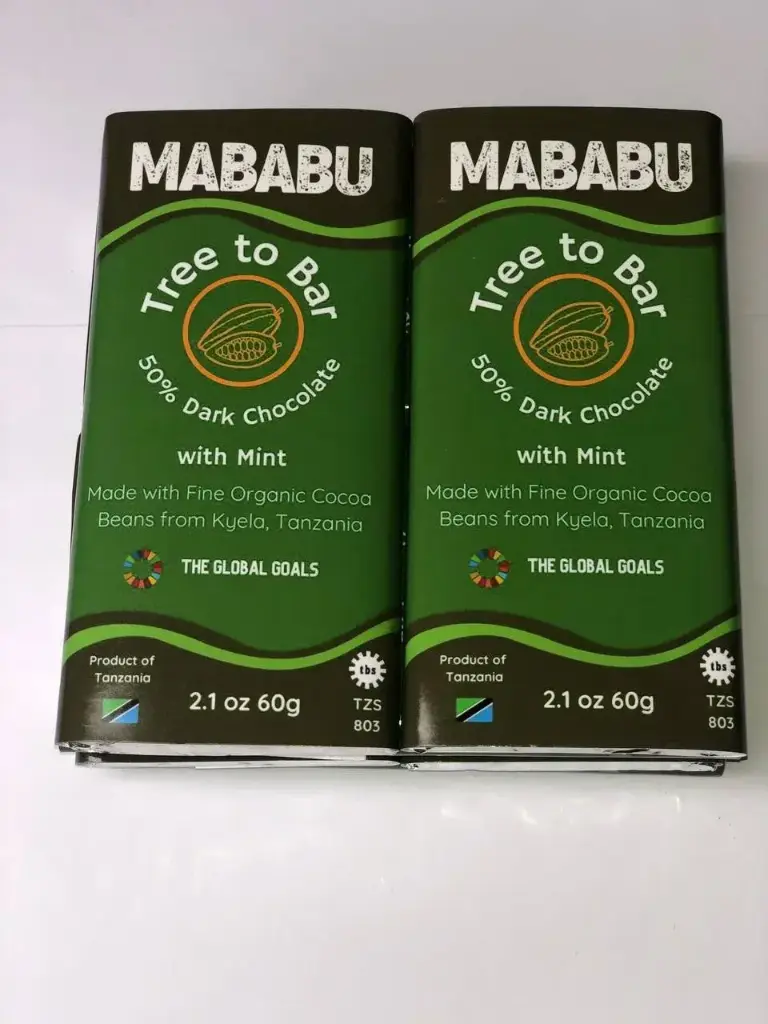 MABABU
Tree to Bar
50% Dark Chocolate
with Mint
Made with Fine Organic Cocoa
Beans from Kyela, Tanzania
THE GLOBAL GOALS
Product of
Tanzania
2.1 oz 60g
tbs
TZS
803
MABABU
Tree to Bar
50% Dark Chocolate
with Mint
Made with Fine Organic Cocoa
Beans from Kyela, Tanzania
THE GLOBAL GOALS
Product of
Tanzania
2.1 oz 60g
tbs
TZS
803